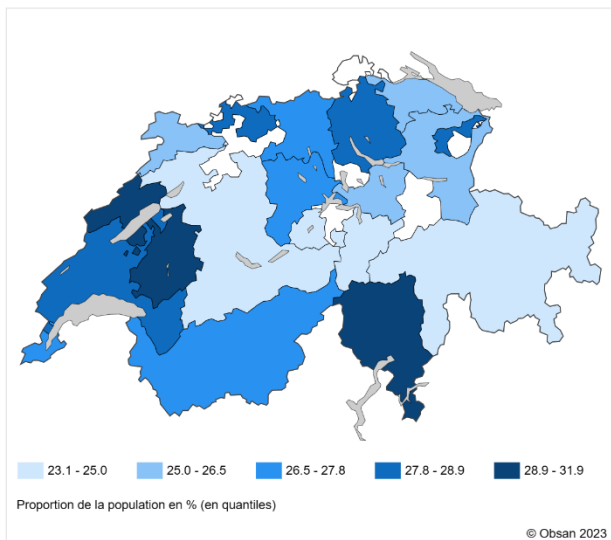 23.1 - 25.0 25.0 - 26.5 26.5 - 27.8 27.8 - 28.9 28.9 - 31.9
Proportion de la population en % (en quantiles)
© Obsan 2023